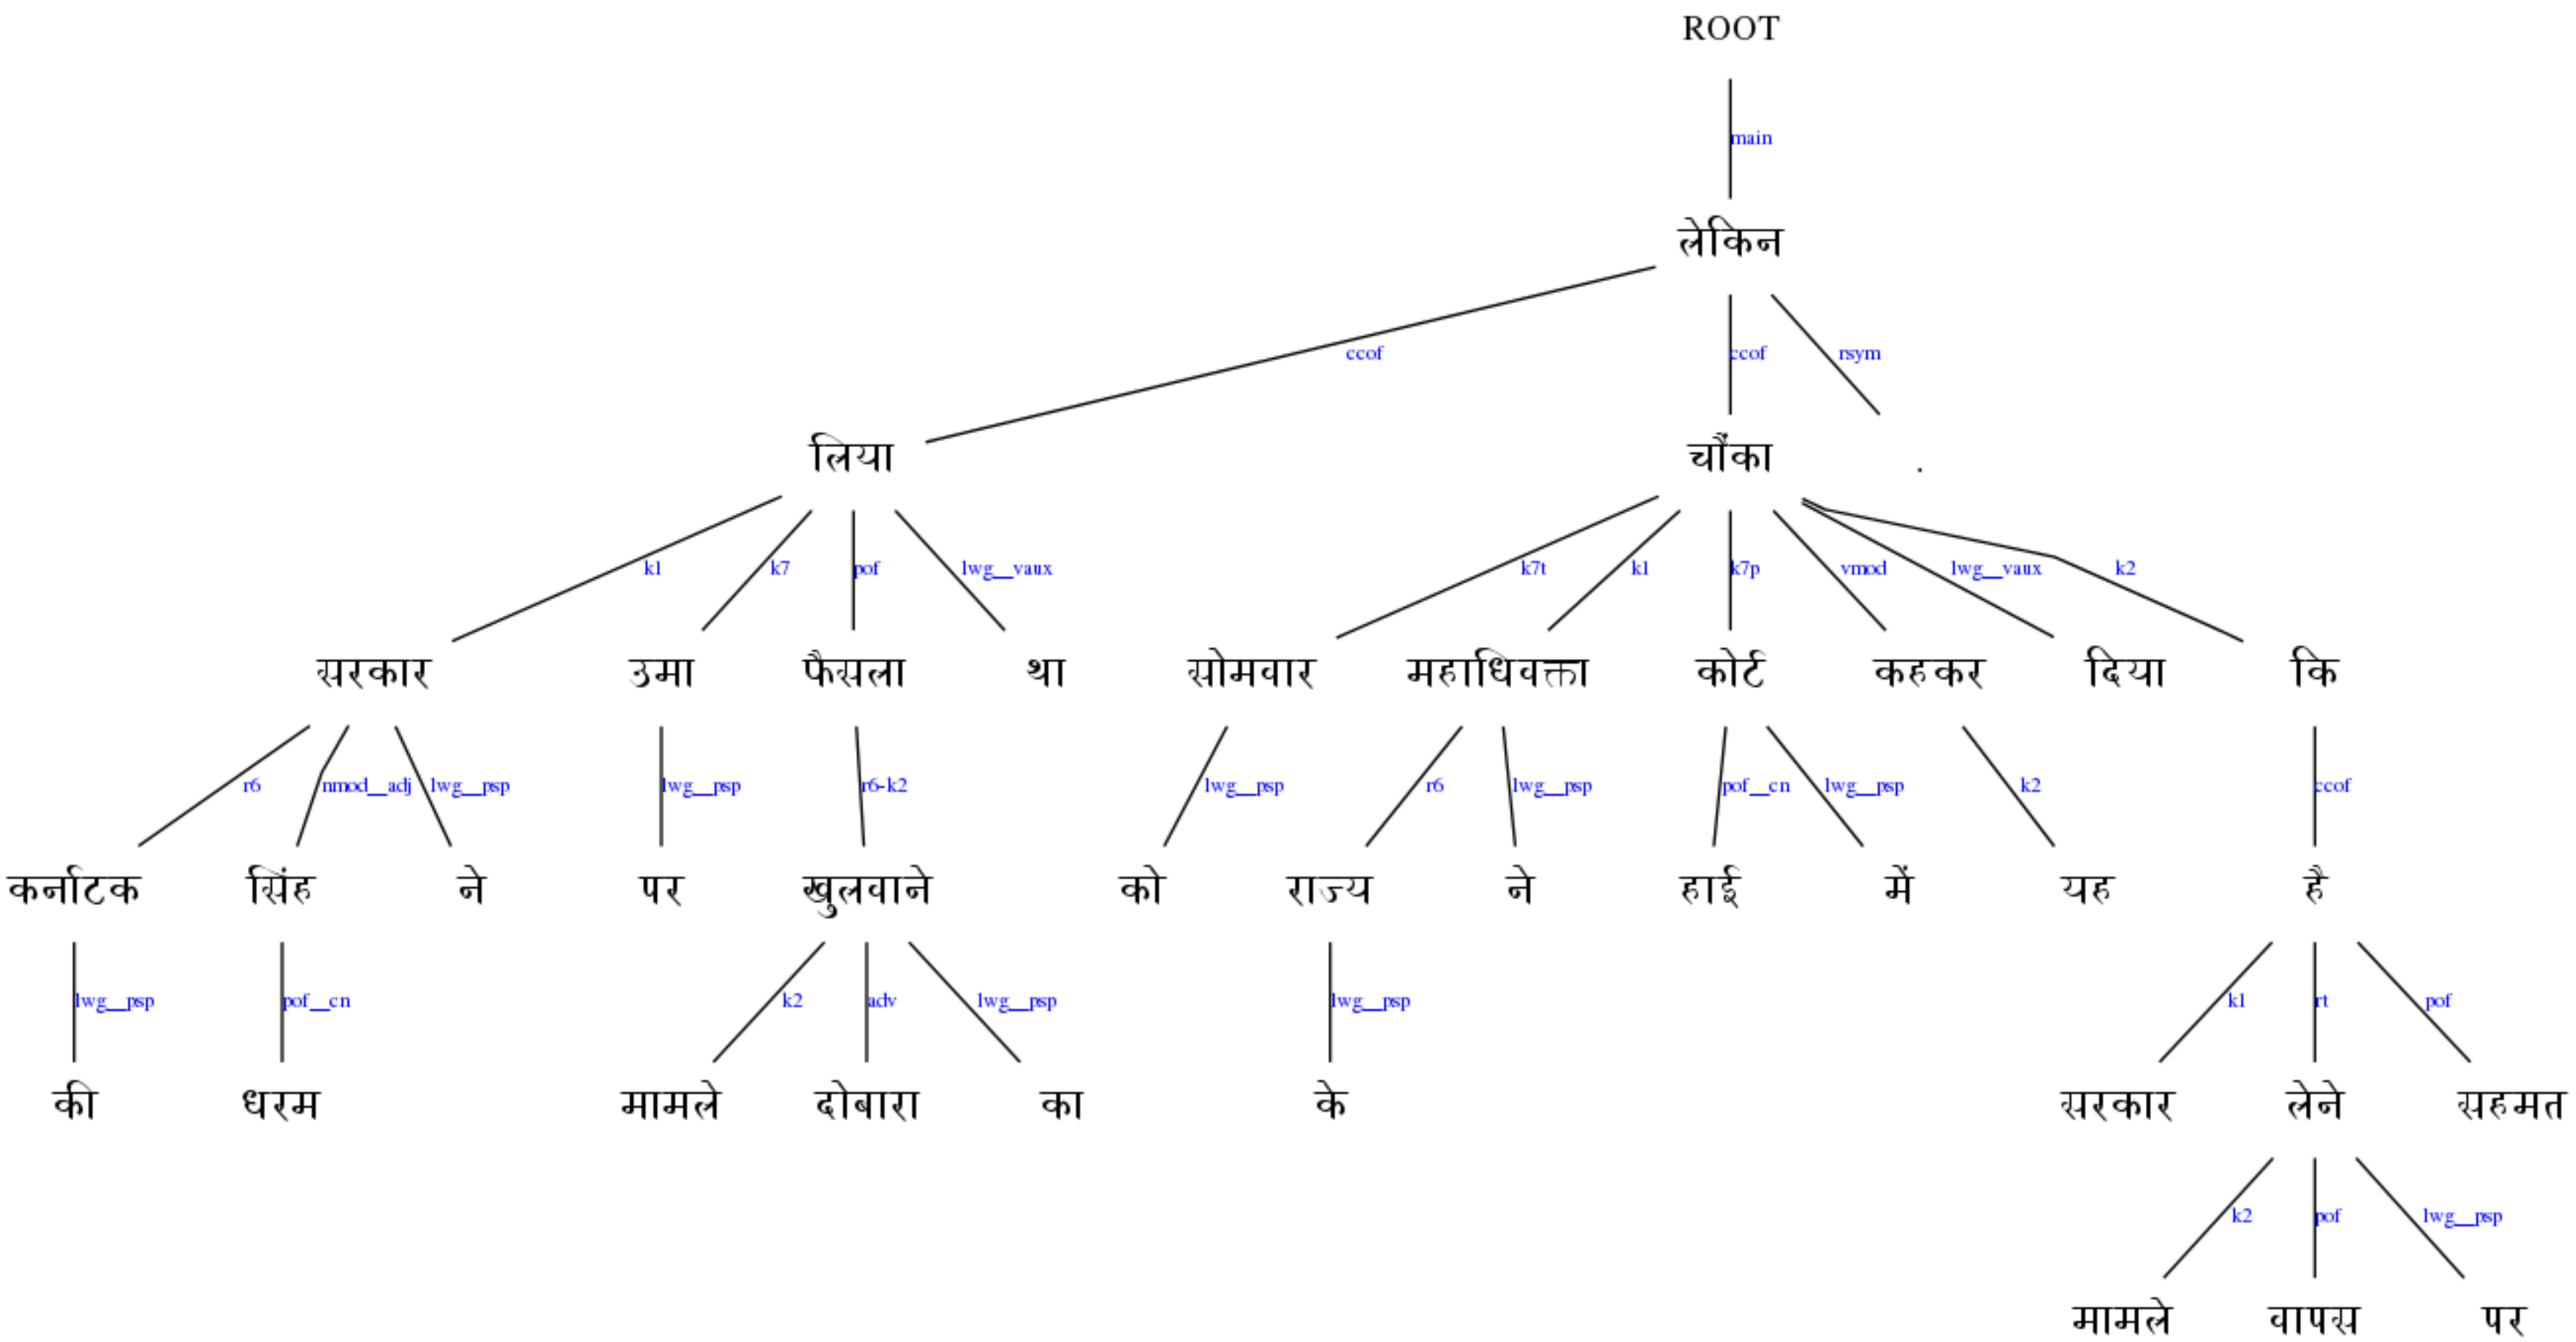 ROOT
main
लेकिन
ccof ccof rsym
लिया चौंका .
k1 k7 pof lwg__vaux k7t k1 k7p vmod lwg__vaux k2
सरकार उमा फैसला था सोमवार महाधिवक्ता कोर्ट कहकर दिया कि
r6 nmod__adj lwg__psp lwg__psp r6-k2 lwg__psp r6 lwg__psp pof__cn lwg__psp k2 ccof
कर्नाटक सिंह ने पर खुलवाने को राज्य ने हाई में यह है
lwg__psp pof__cn k2 adv lwg__psp lwg__psp k1 rt pof
की धरम मामले दोबारा का के सरकार लेने सहमत
k2 pof lwg__psp
मामले वापस पर